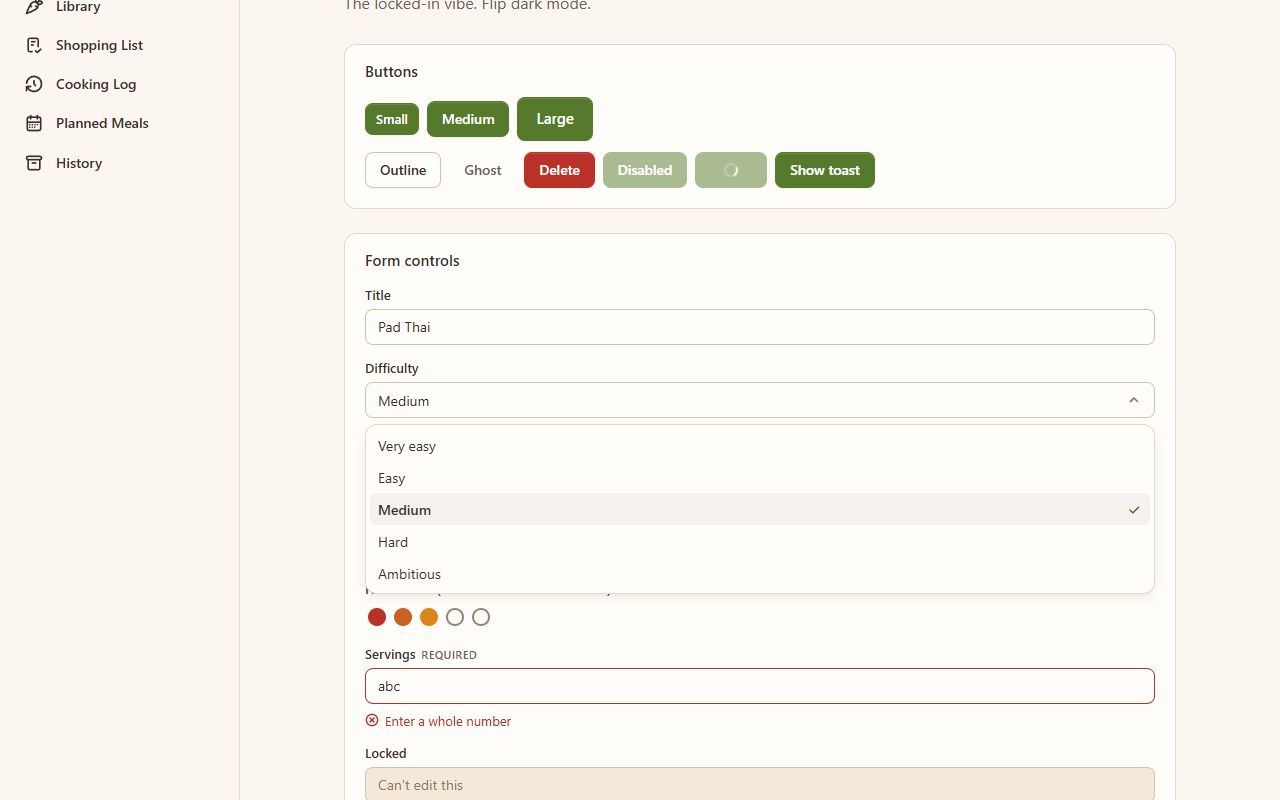 Library
Shopping List
Cooking Log
Planned Meals
History
The locked-in vibe. Flip dark mode.
Buttons
Small Medium Large
Outline Ghost Delete Disabled Show toast
Form controls
Title
Pad Thai
Difficulty
Medium
Very easy
Easy
Medium
Hard
Ambitious
Servings REQUIRED
abc
Enter a whole number
Locked
Can't edit this